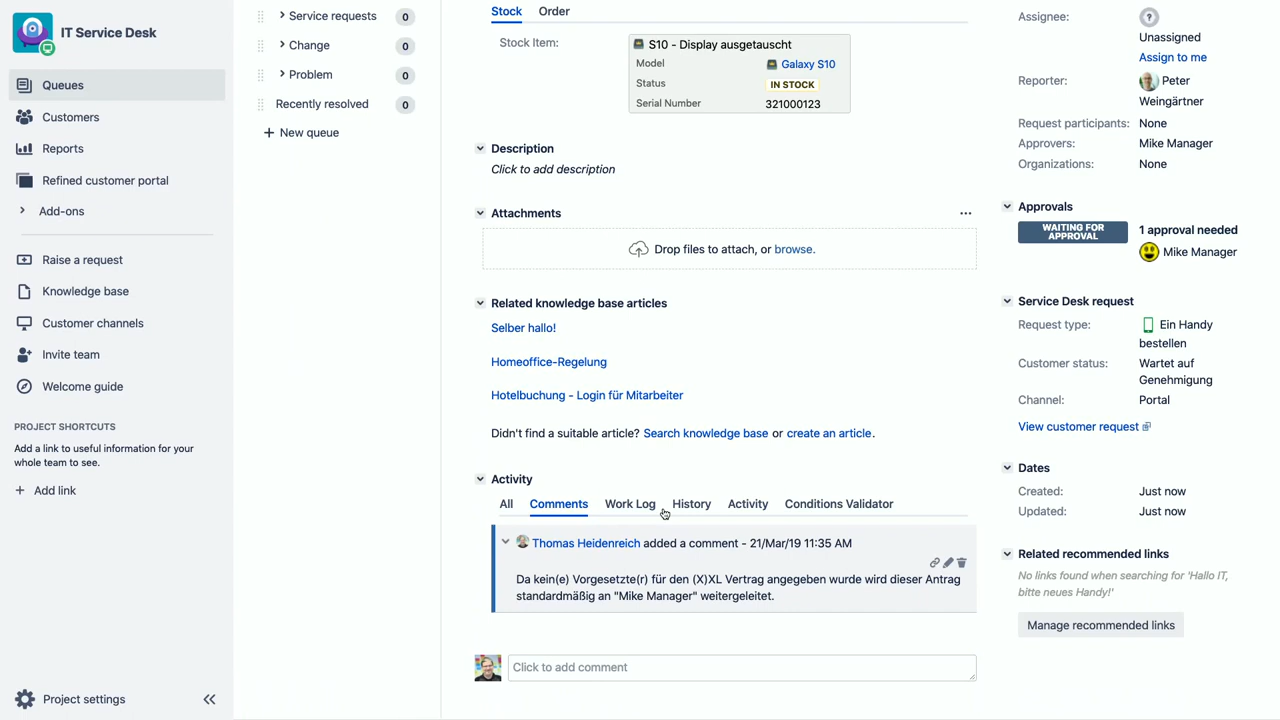 IT Service Desk
Queues
Customers
Reports
Refined customer portal
Add-ons
Raise a request
Knowledge base
Customer channels
Invite team
Welcome guide
PROJECT SHORTCUTS
Add a link to useful information for your
whole team to see.
+ Add link
Project settings
Service requests 0
Change 0
Problem 0
Recently resolved 0
+ New queue
Stock Order
Stock Item:
S10 - Display ausgetauscht
Model Galaxy S10
Status IN STOCK
Serial Number 321000123
Description
Click to add description
Attachments
Drop files to attach, or browse.
Related knowledge base articles
Selber hallo!
Homeoffice-Regelung
Hotelbuchung - Login für Mitarbeiter
Didn't find a suitable article? Search knowledge base or create an article.
Activity
All Comments Work Log History Activity Conditions Validator
Thomas Heidenreich added a comment - 21/Mar/19 11:35 AM
Da kein(e) Vorgesetzte(r) für den (X)XL Vertrag angegeben wurde wird dieser Antrag
standardmäßig an "Mike Manager" weitergeleitet.
Click to add comment
Assignee:
Unassigned
Assign to me
Reporter: Peter
Weingärtner
Request participants: None
Approvers: Mike Manager
Organizations: None
Approvals
WAITING FOR
APPROVAL
1 approval needed
Mike Manager
Service Desk request
Request type: Ein Handy
bestellen
Customer status: Wartet auf
Genehmigung
Channel: Portal
View customer request
Dates
Created: Just now
Updated: Just now
Related recommended links
No links found when searching for 'Hallo IT,
bitte neues Handy!'
Manage recommended links